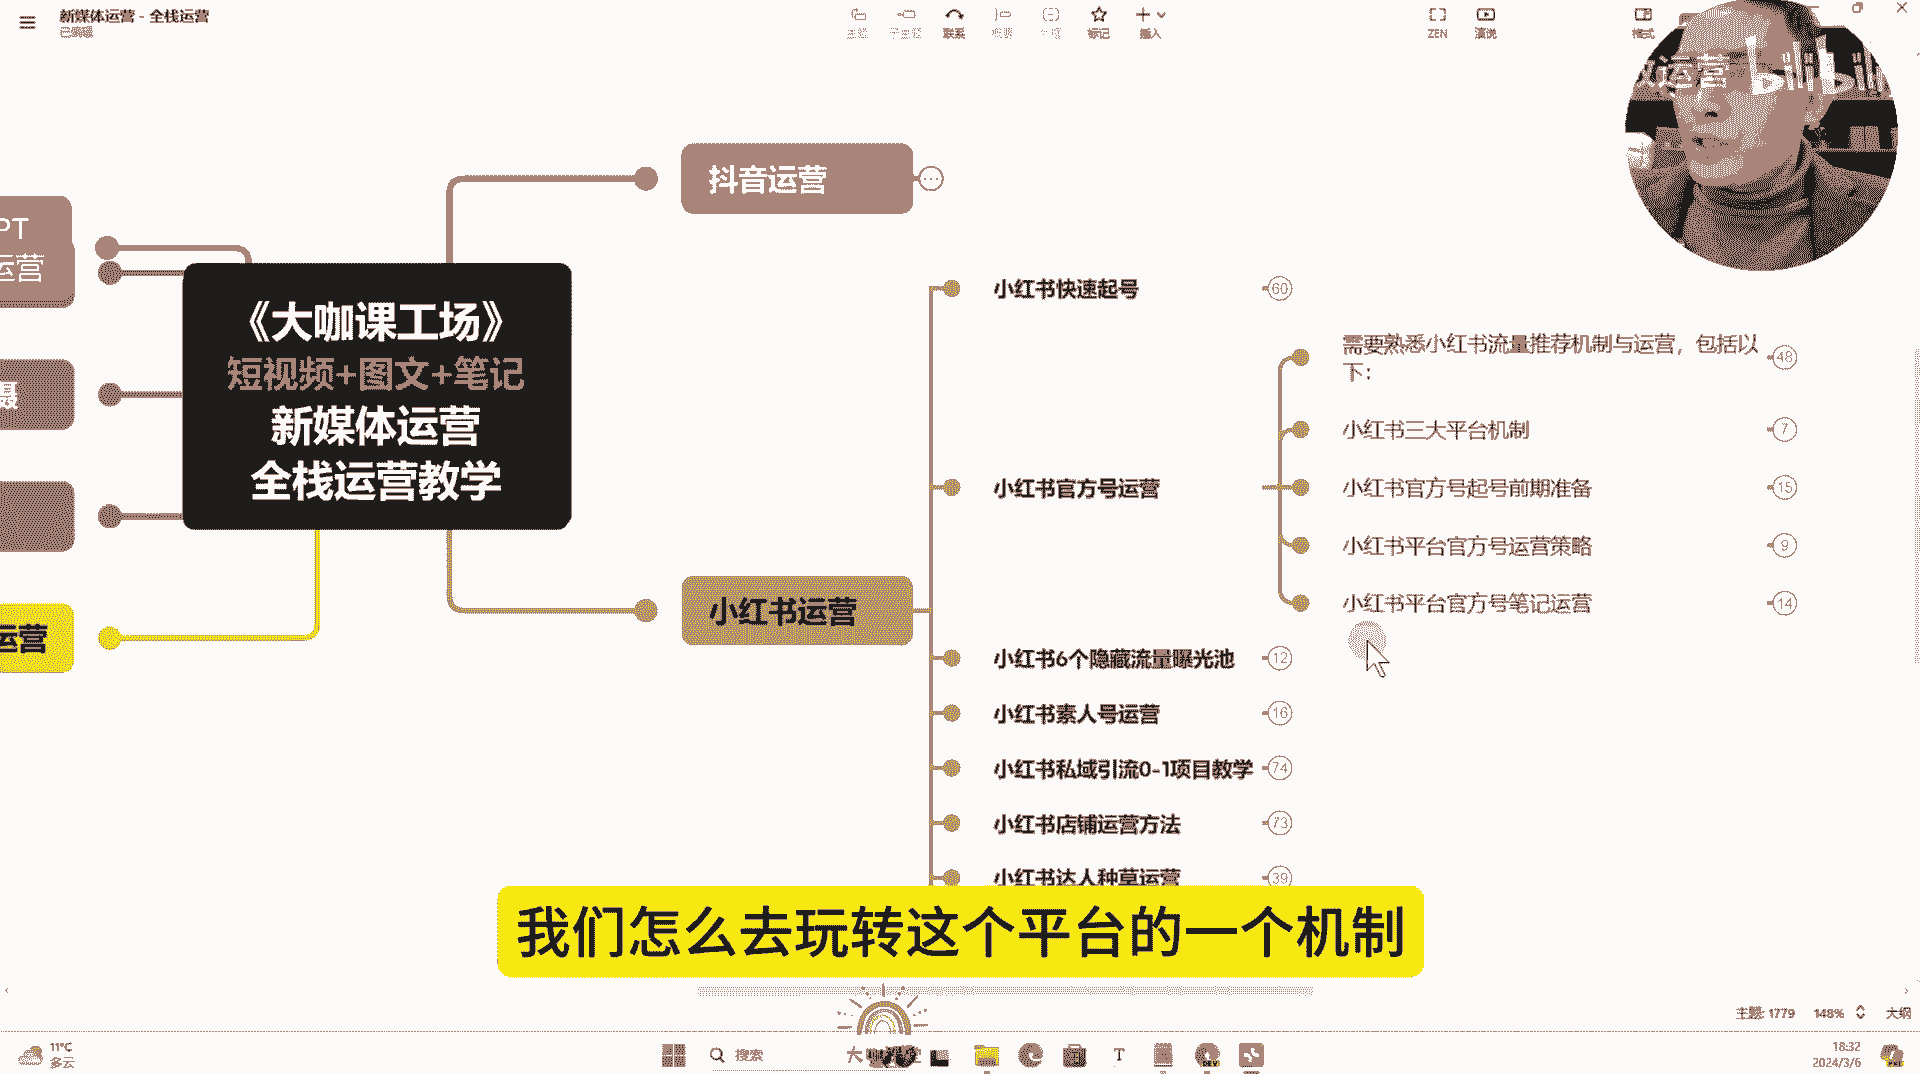 新媒体运营 - 全栈运营
已编辑
联系
标记
插入
ZEN
演说
格式
运营 bilibili
抖音运营
PT
运营
摄
运营
《大咖课工场》
短视频+图文+笔记
新媒体运营
全栈运营教学
小红书运营
小红书快速起号
60
小红书官方号运营
需要熟悉小红书流量推荐机制与运营，包括以
下：
48
小红书三大平台机制
7
小红书官方号起号前期准备
15
小红书平台官方号运营策略
9
小红书平台官方号笔记运营
14
小红书6个隐藏流量曝光池
12
小红书素人号运营
16
小红书私域引流0-1项目教学
74
小红书店铺运营方法
73
小红书达人种草运营
39
我们怎么去玩转这个平台的一个机制
主题: 1779
148%
大纲
11°C
多云
搜索
18:32
2024/3/6